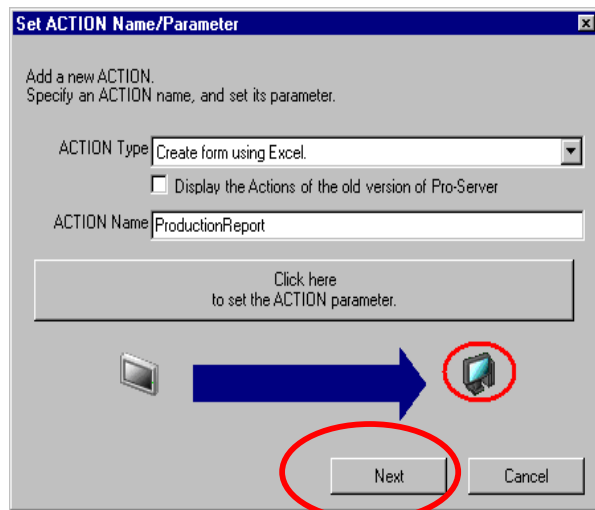 Set ACTION Name/Parameter
Add a new ACTION.
Specify an ACTION name, and set its parameter.
ACTION Type Create form using Excel.
Display the Actions of the old version of Pro-Server
ACTION Name ProductionReport
Click here
to set the ACTION parameter.
Next Cancel